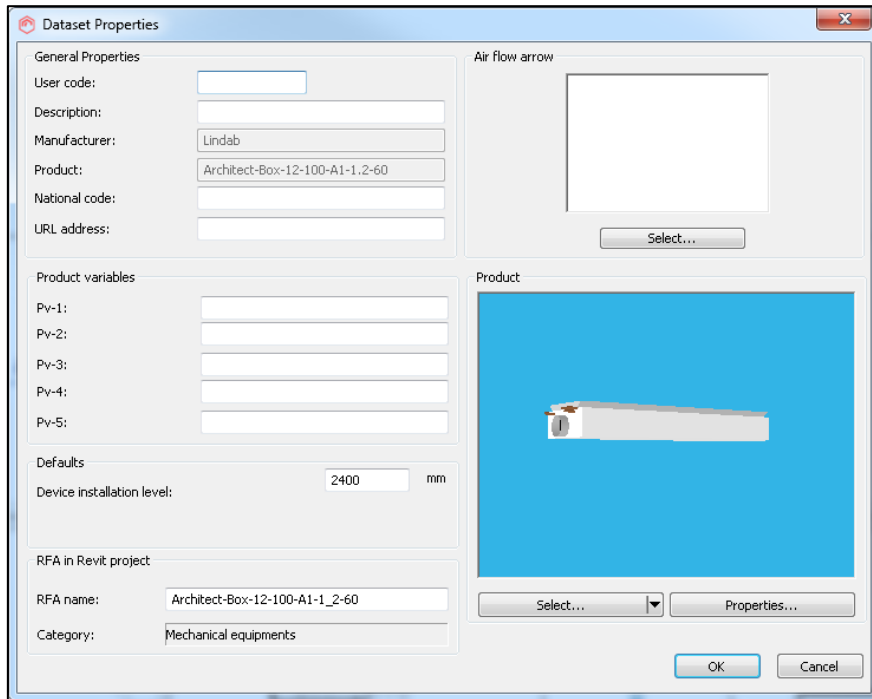 Dataset Properties
General Properties
User code:
Description:
Manufacturer: Lindab
Product: Architect-Box-12-100-A1-1.2-60
National code:
URL address:
Air flow arrow
Select...
Product variables
Pv-1:
Pv-2:
Pv-3:
Pv-4:
Pv-5:
Product
Defaults
Device installation level: 2400 mm
RFA in Revit project
RFA name: Architect-Box-12-100-A1-1_2-60
Category: Mechanical equipments
Select... Properties...
OK Cancel